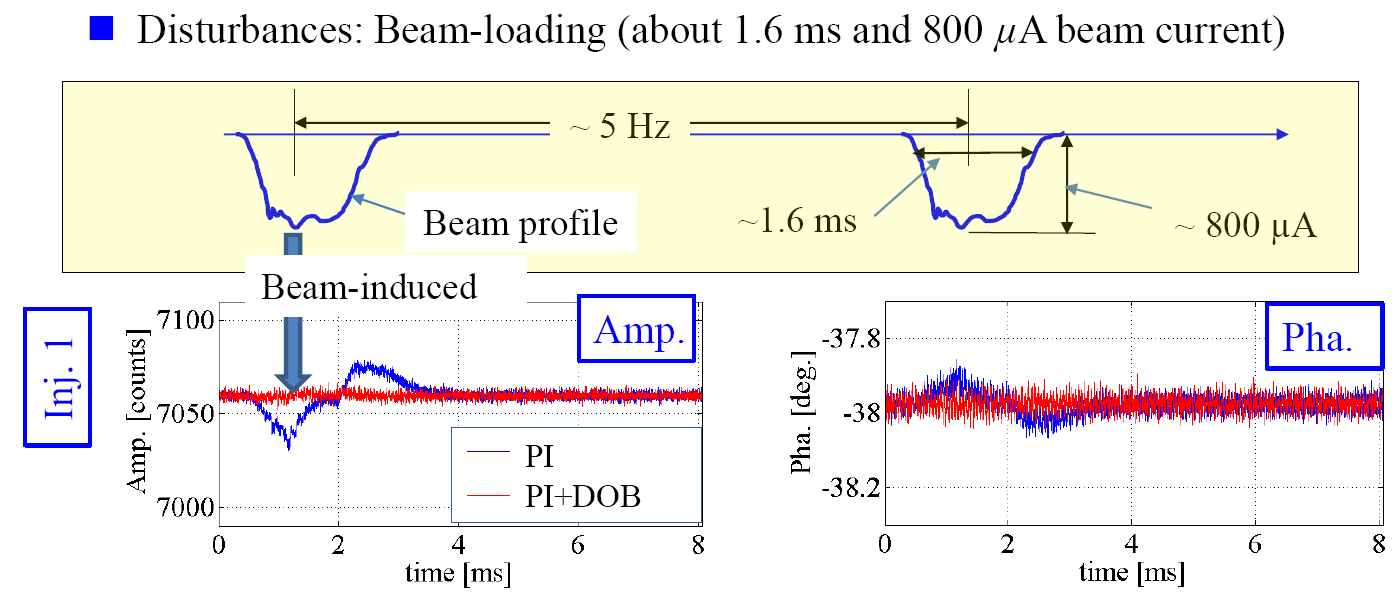 Disturbances: Beam-loading (about 1.6 ms and 800 µA beam current)
~ 5 Hz
Beam profile
~1.6 ms
~ 800 µA
Beam-induced
Inj. 1
Amp.
Amp. [counts]
7100
7050
7000
PI
PI+DOB
0 2 4 6 8
time [ms]
Pha.
Pha. [deg.]
-37.8
-38
-38.2
0 2 4 6 8
time [ms]